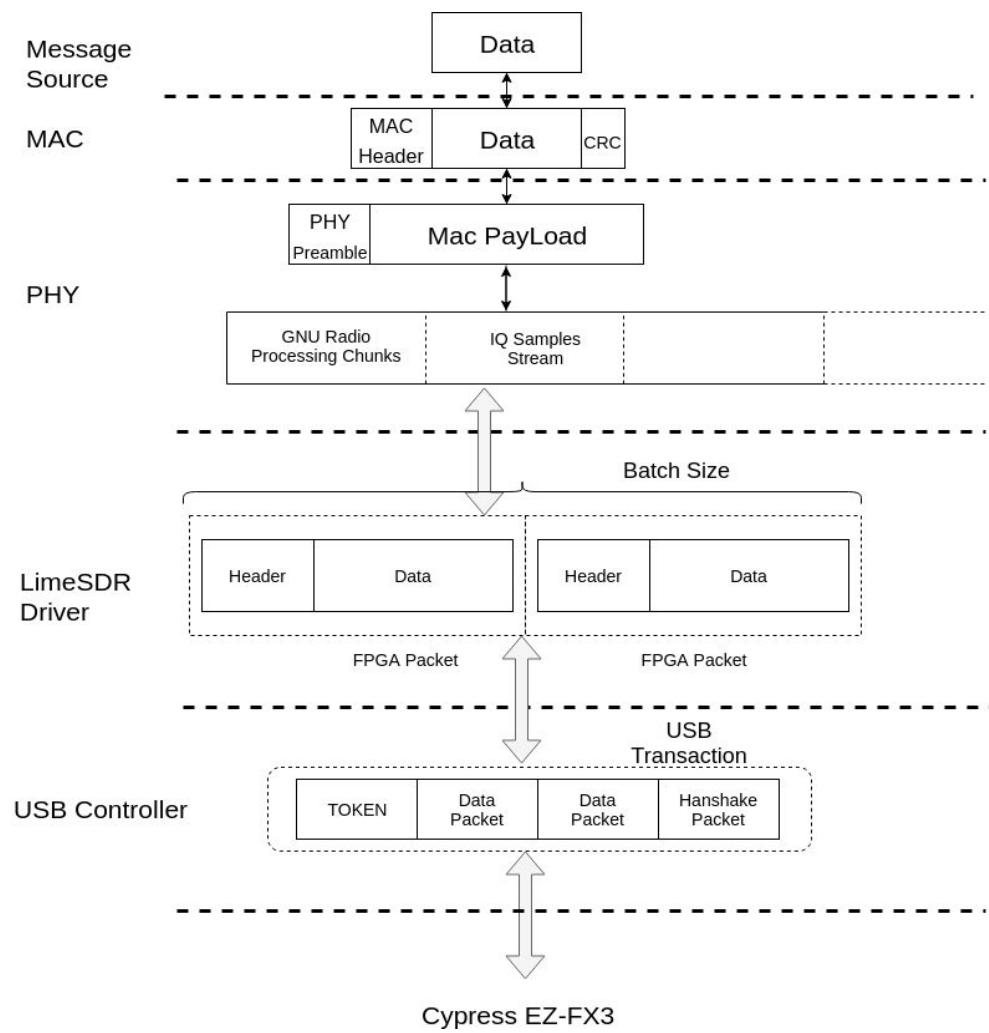 Data
Message
Source
MAC
MAC
Header
Data
CRC
PHY
Preamble
Mac PayLoad
PHY
GNU Radio
Processing Chunks
IQ Samples
Stream
Batch Size
LimeSDR
Driver
Header
Data
Header
Data
FPGA Packet
FPGA Packet
USB
Transaction
USB Controller
TOKEN
Data
Packet
Data
Packet
Hanshake
Packet
Cypress EZ-FX3